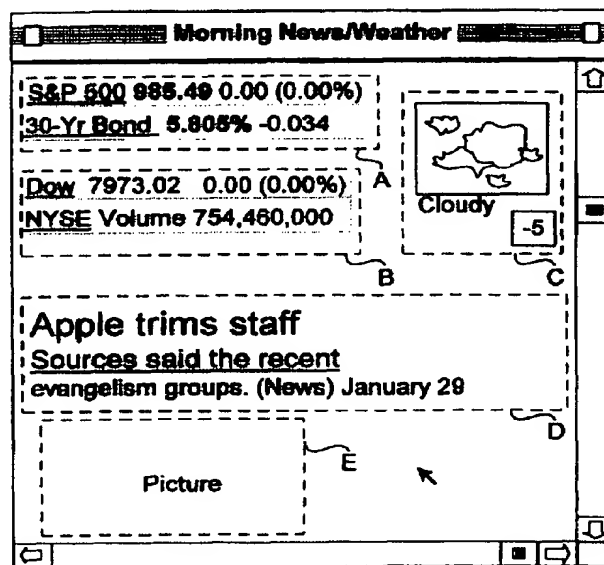 Morning News/Weather
S&P 500 985.49 0.00 (0.00%)
30-Yr Bond 5.805% -0.034
A
Dow 7973.02 0.00 (0.00%)
NYSE Volume 754,460,000
B
Cloudy
-5
C
Apple trims staff
Sources said the recent
evangelism groups. (News) January 29
D
Picture
E